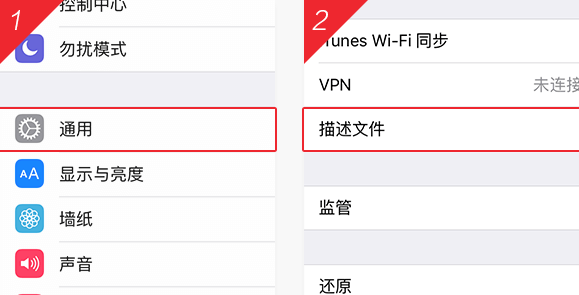 1
控制中心
勿扰模式
通用
AA
显示与亮度
墙纸
声音
2
iTunes Wi-Fi 同步
VPN
未连接
描述文件
监管
还原